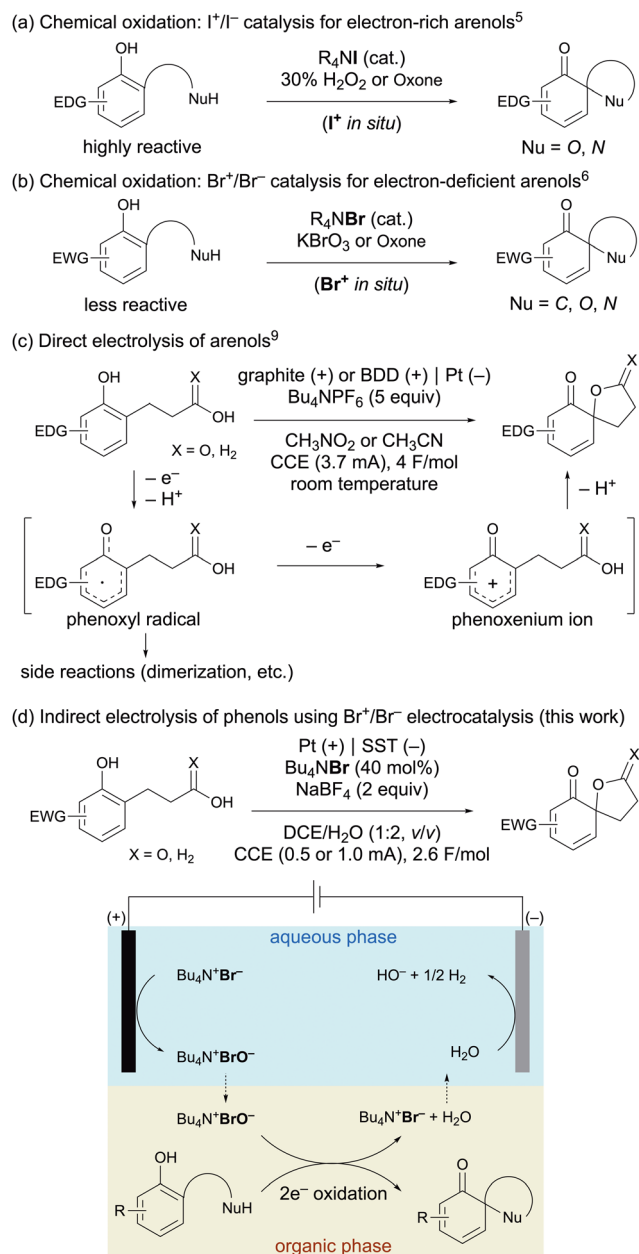 (a) Chemical oxidation: I⁺/I⁻ catalysis for electron-rich arenols⁵
OH
EDG
NuH
highly reactive
R₄NI (cat.)
30% H₂O₂ or Oxone
(I⁺ in situ)
O
EDG
Nu
Nu = O, N
(b) Chemical oxidation: Br⁺/Br⁻ catalysis for electron-deficient arenols⁶
OH
EWG
NuH
less reactive
R₄NBr (cat.)
KBrO₃ or Oxone
(Br⁺ in situ)
O
EWG
Nu
Nu = C, O, N
(c) Direct electrolysis of arenols⁹
OH
X
OH
EDG
X = O, H₂
graphite (+) or BDD (+) | Pt (–)
Bu₄NPF₆ (5 equiv)
CH₃NO₂ or CH₃CN
CCE (3.7 mA), 4 F/mol
room temperature
X
O
O
EDG
– e⁻
– H⁺
– H⁺
O
X
OH
EDG
·
phenoxyl radical
– e⁻
O
X
OH
EDG
+
phenoxenium ion
side reactions (dimerization, etc.)
(d) Indirect electrolysis of phenols using Br⁺/Br⁻ electrocatalysis (this work)
OH
X
OH
EWG
X = O, H₂
Pt (+) | SST (–)
Bu₄NBr (40 mol%)
NaBF₄ (2 equiv)
DCE/H₂O (1:2, v/v)
CCE (0.5 or 1.0 mA), 2.6 F/mol
X
O
O
EWG
(+)
(–)
aqueous phase
Bu₄N⁺Br⁻
HO⁻ + 1/2 H₂
Bu₄N⁺BrO⁻
H₂O
Bu₄N⁺BrO⁻
Bu₄N⁺Br⁻ + H₂O
OH
R
NuH
2e⁻ oxidation
O
R
Nu
organic phase